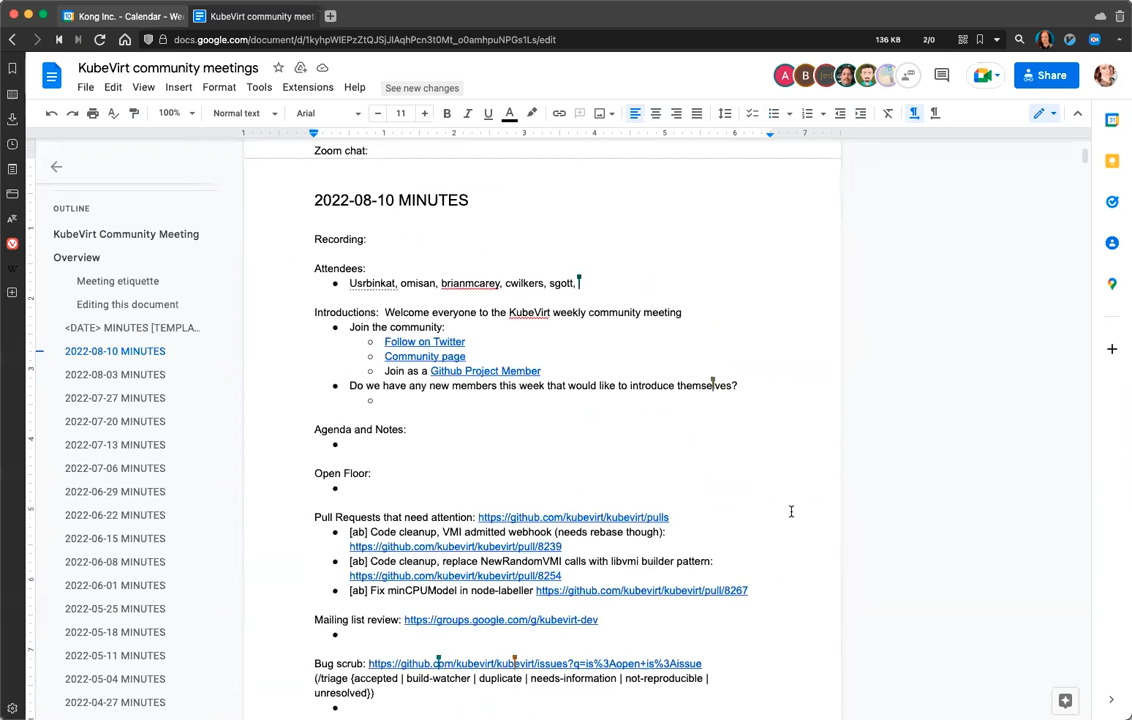 Kong Inc. - Calendar - We
KubeVirt community meet
docs.google.com/document/d/1kyhpWIEPzZtQJSjJlAqhPcn3t0Mt_o0amhpuNPGs1Ls/edit
136 KB
2/0
KubeVirt community meetings
File Edit View Insert Format Tools Extensions Help
See new changes
A
B
Share
100%
Normal text
Arial
11
B I U A
1 1 2 3 4 5 6 7
OUTLINE
KubeVirt Community Meeting
Overview
Meeting etiquette
Editing this document
<DATE> MINUTES [TEMPLA...
2022-08-10 MINUTES
2022-08-03 MINUTES
2022-07-27 MINUTES
2022-07-20 MINUTES
2022-07-13 MINUTES
2022-07-06 MINUTES
2022-06-29 MINUTES
2022-06-22 MINUTES
2022-06-15 MINUTES
2022-06-08 MINUTES
2022-06-01 MINUTES
2022-05-25 MINUTES
2022-05-18 MINUTES
2022-05-11 MINUTES
2022-05-04 MINUTES
2022-04-27 MINUTES
Zoom chat:
2022-08-10 MINUTES
Recording:
Attendees:
Usrbinkat, omisan, brianmcarey, cwilkers, sgott,
Introductions: Welcome everyone to the KubeVirt weekly community meeting
Join the community:
Follow on Twitter
Community page
Join as a Github Project Member
Do we have any new members this week that would like to introduce themselves?
Agenda and Notes:
Open Floor:
Pull Requests that need attention: https://github.com/kubevirt/kubevirt/pulls
[ab] Code cleanup, VMI admitted webhook (needs rebase though):
https://github.com/kubevirt/kubevirt/pull/8239
[ab] Code cleanup, replace NewRandomVMI calls with libvmi builder pattern:
https://github.com/kubevirt/kubevirt/pull/8254
[ab] Fix minCPUModel in node-labeller https://github.com/kubevirt/kubevirt/pull/8267
Mailing list review: https://groups.google.com/g/kubevirt-dev
Bug scrub: https://github.com/kubevirt/kubevirt/issues?q=is%3Aopen+is%3Aissue
(/triage {accepted | build-watcher | duplicate | needs-information | not-reproducible |
unresolved})